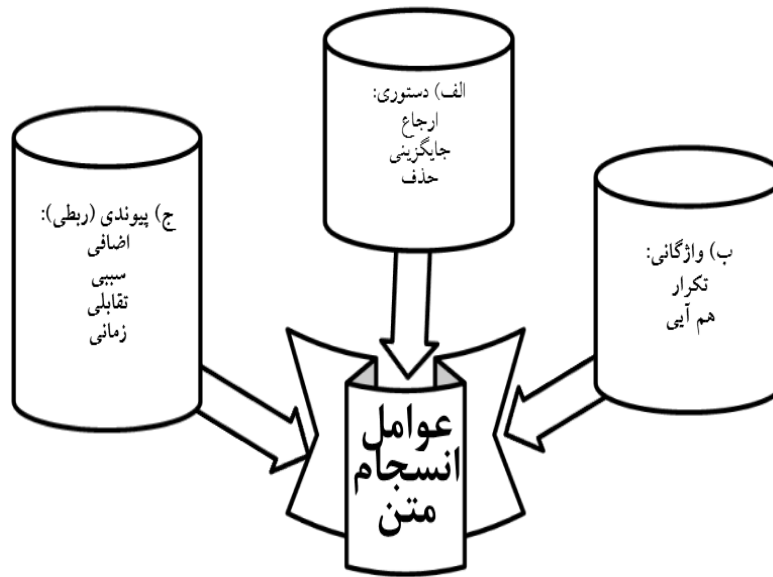 الف) دستوری:
ارجاع
جایگزینی
حذف
ب) واژگانی:
تکرار
هم آیی
ج) پیوندی (ربطی):
اضافی
سببی
تقابلی
زمانی
عوامل
انسجام
متن